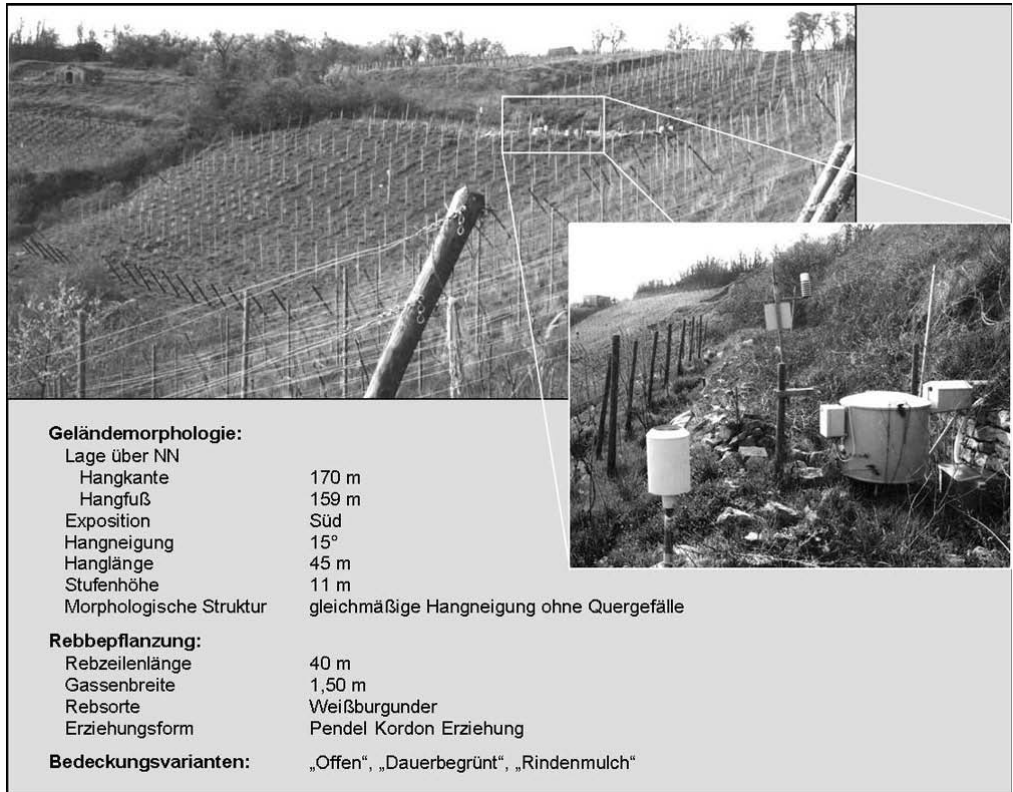 Geländemorphologie:
Lage über NN
Hangkante 170 m
Hangfuß 159 m
Exposition Süd
Hangneigung 15°
Hanglänge 45 m
Stufenhöhe 11 m
Morphologische Struktur gleichmäßige Hangneigung ohne Quergefälle
Rebbepflanzung:
Rebzeilenlänge 40 m
Gassenbreite 1,50 m
Rebsorte Weißburgunder
Erziehungsform Pendel Kordon Erziehung
Bedeckungsvarianten: „Offen“, „Dauerbegrünt“, „Rindenmulch“